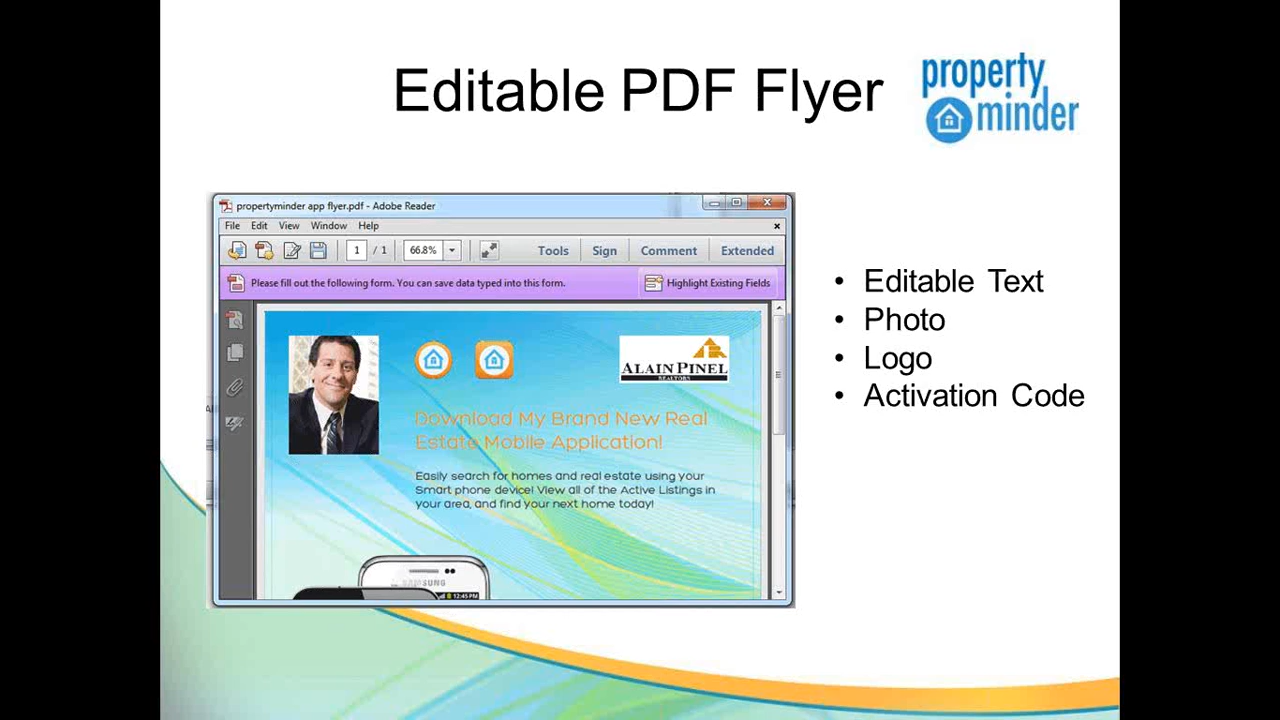 Editable PDF Flyer
property
minder
propertyminder app flyer.pdf - Adobe Reader
File Edit View Window Help
1 / 1 66.8% Tools Sign Comment Extended
Please fill out the following form. You can save data typed into this form. Highlight Existing Fields
ALAIN PINEL
REALTORS
Download My Brand New Real
Estate Mobile Application!
Easily search for homes and real estate using your
Smart phone device! View all of the Active Listings in
your area, and find your next home today!
SAMSUNG
12:45 PM
• Editable Text
• Photo
• Logo
• Activation Code